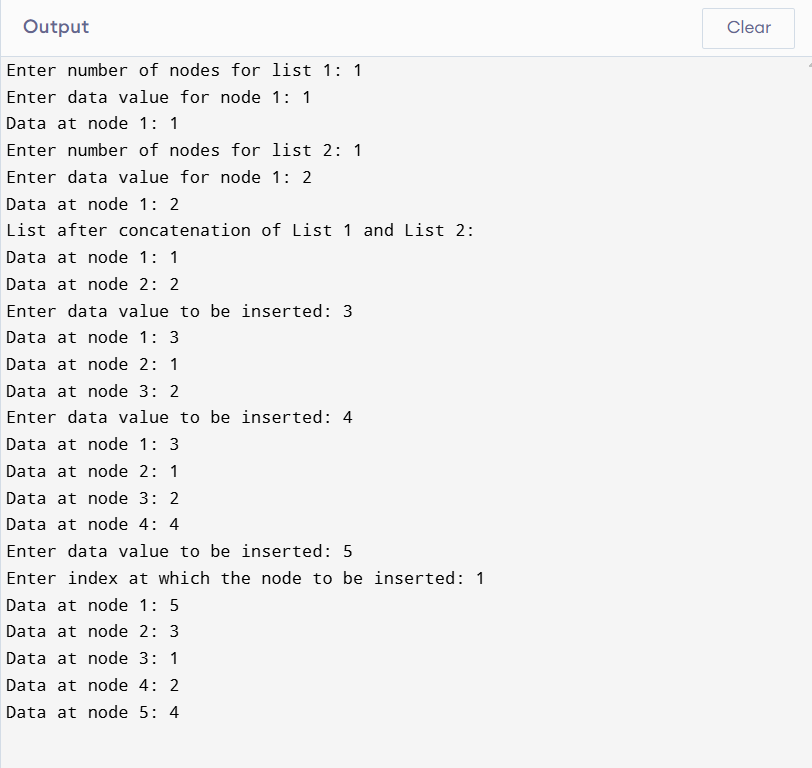 Output
Clear
Enter number of nodes for list 1: 1
Enter data value for node 1: 1
Data at node 1: 1
Enter number of nodes for list 2: 1
Enter data value for node 1: 2
Data at node 1: 2
List after concatenation of List 1 and List 2:
Data at node 1: 1
Data at node 2: 2
Enter data value to be inserted: 3
Data at node 1: 3
Data at node 2: 1
Data at node 3: 2
Enter data value to be inserted: 4
Data at node 1: 3
Data at node 2: 1
Data at node 3: 2
Data at node 4: 4
Enter data value to be inserted: 5
Enter index at which the node to be inserted: 1
Data at node 1: 5
Data at node 2: 3
Data at node 3: 1
Data at node 4: 2
Data at node 5: 4